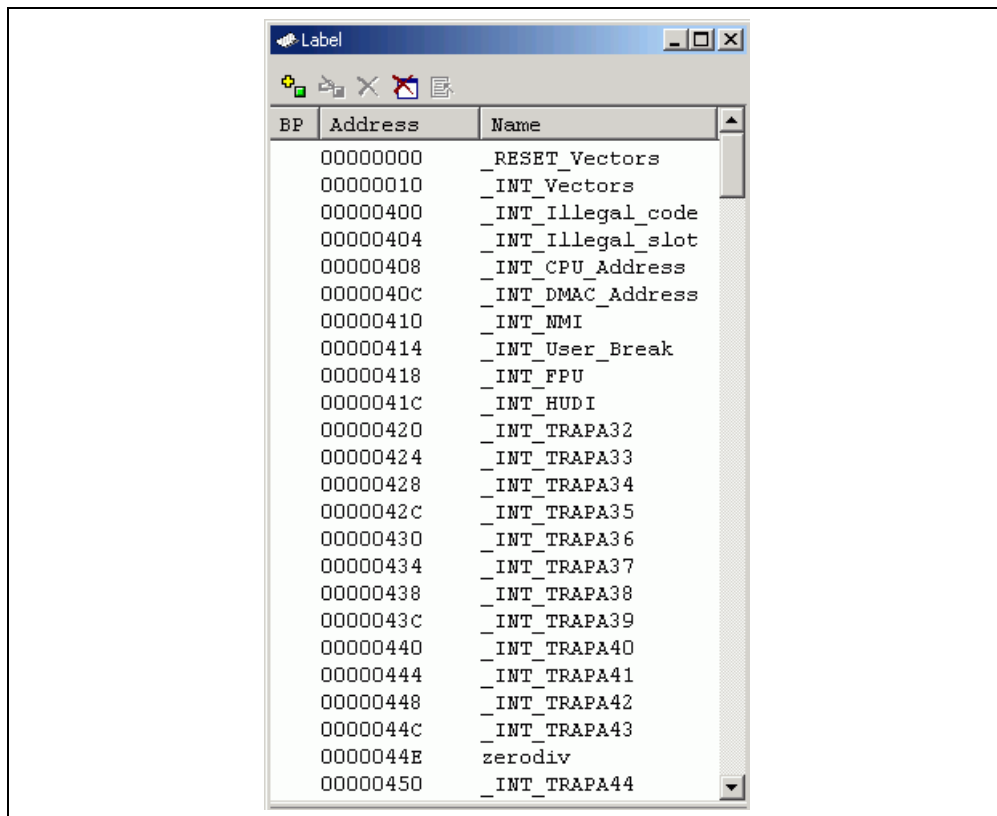 Label
BP Address Name
00000000 _RESET_Vectors
00000010 _INT_Vectors
00000400 _INT_Illegal_code
00000404 _INT_Illegal_slot
00000408 _INT_CPU_Address
0000040C _INT_DMAC_Address
00000410 _INT_NMI
00000414 _INT_User_Break
00000418 _INT_FPU
0000041C _INT_HUDI
00000420 _INT_TRAPA32
00000424 _INT_TRAPA33
00000428 _INT_TRAPA34
0000042C _INT_TRAPA35
00000430 _INT_TRAPA36
00000434 _INT_TRAPA37
00000438 _INT_TRAPA38
0000043C _INT_TRAPA39
00000440 _INT_TRAPA40
00000444 _INT_TRAPA41
00000448 _INT_TRAPA42
0000044C _INT_TRAPA43
0000044E zerodiv
00000450 _INT_TRAPA44